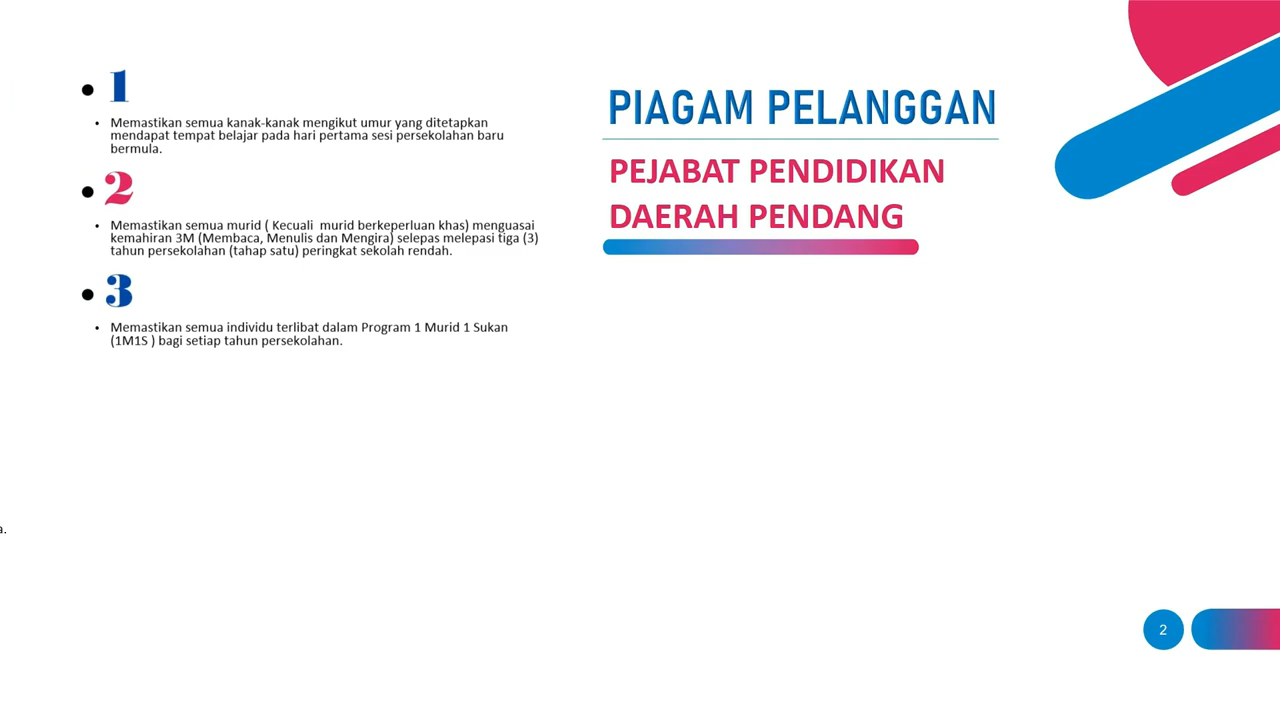 1
Memastikan semua kanak-kanak mengikut umur yang ditetapkan
mendapat tempat belajar pada hari pertama sesi persekolahan baru
bermula.
2
Memastikan semua murid ( Kecuali  murid berkeperluan khas) menguasai
kemahiran 3M (Membaca, Menulis dan Mengira) selepas melepasi tiga (3)
tahun persekolahan (tahap satu) peringkat sekolah rendah.
3
Memastikan semua individu terlibat dalam Program 1 Murid 1 Sukan
(1M1S ) bagi setiap tahun persekolahan.
PIAGAM PELANGGAN
PEJABAT PENDIDIKAN
DAERAH PENDANG
2